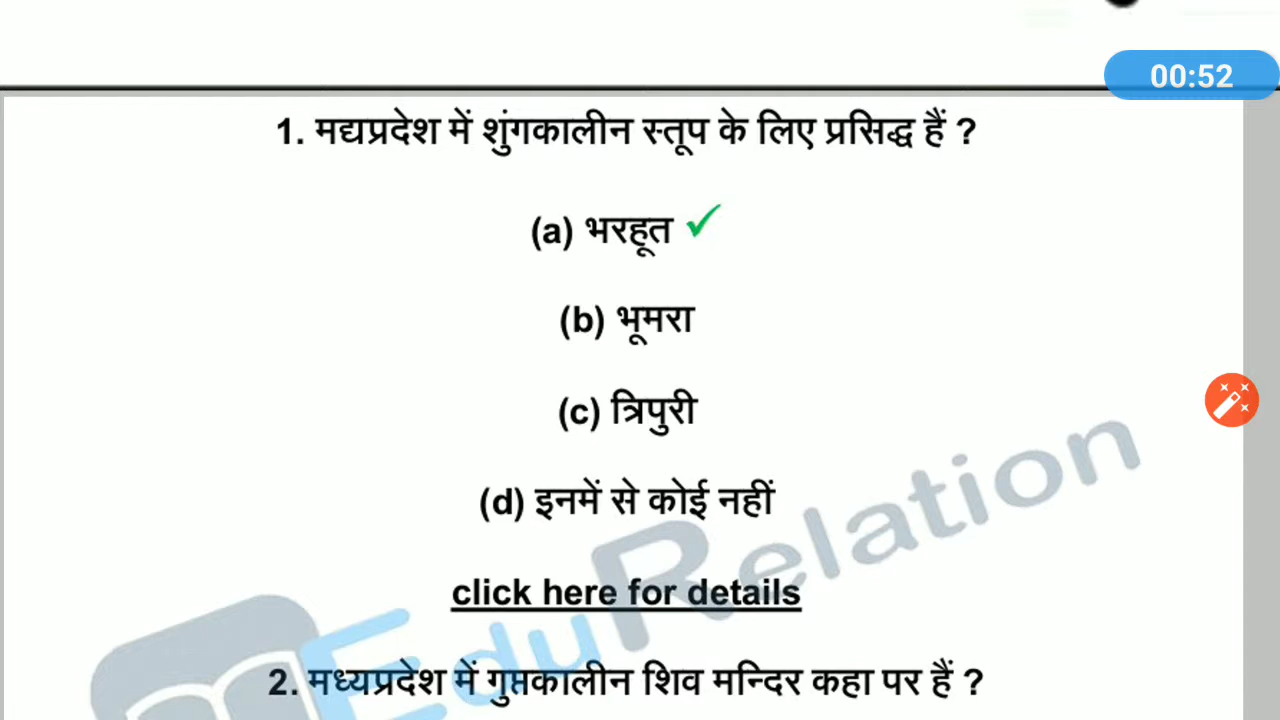 00:52
1. मद्यप्रदेश में शुंगकालीन स्तूप के लिए प्रसिद्ध हैं ?
(a) भरहूत ✓
(b) भूमरा
(c) त्रिपुरी
(d) इनमें से कोई नहीं
click here for details
EduRelation
2. मध्यप्रदेश में गुप्तकालीन शिव मन्दिर कहा पर हैं ?